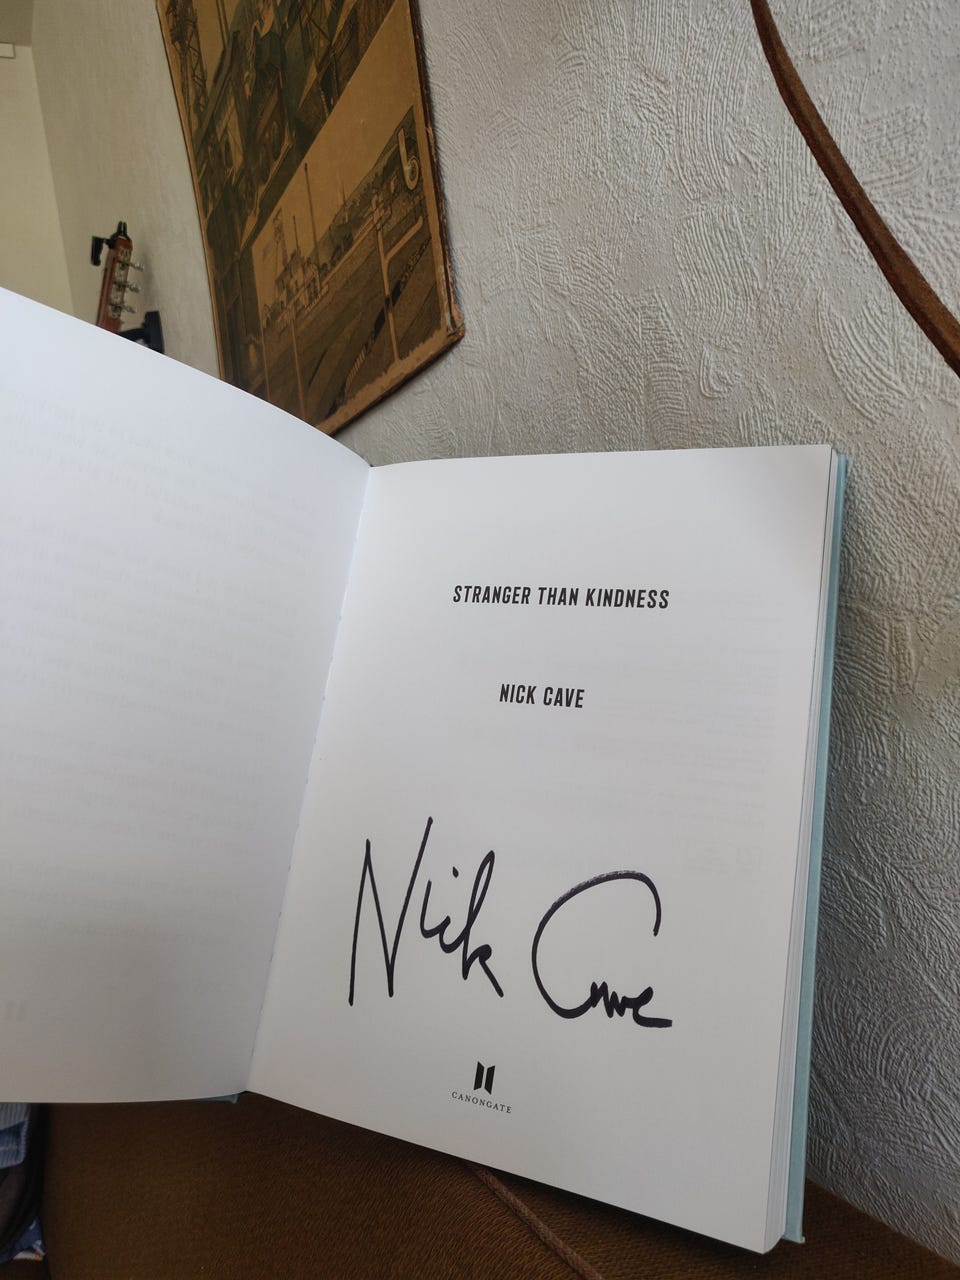 STRANGER THAN KINDNESS
NICK CAVE
Nick Cave
CANONGATE